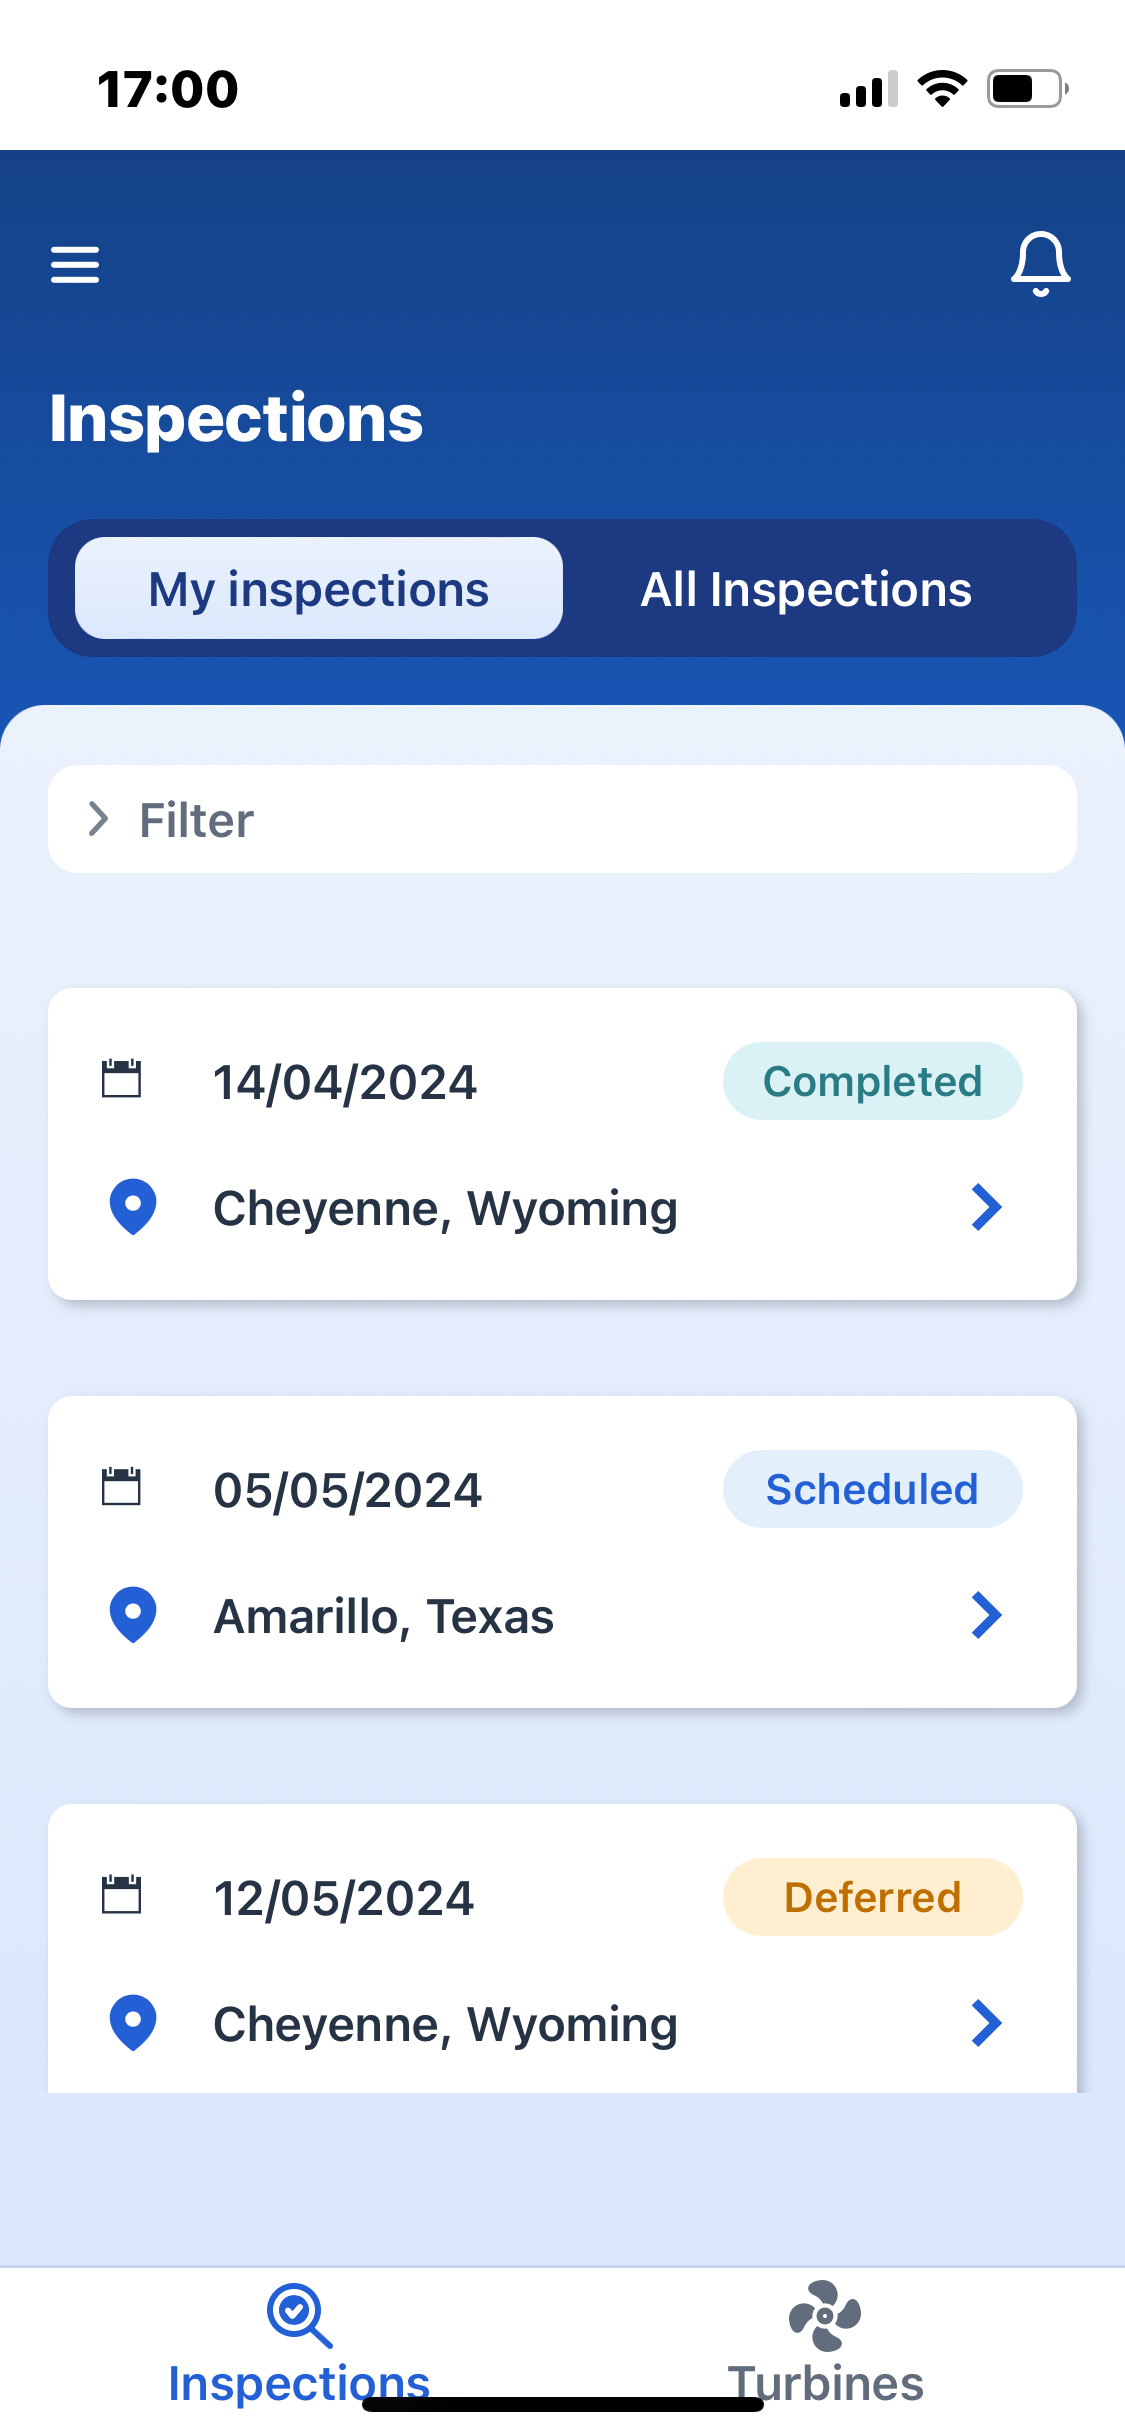 17:00
Inspections
My inspections
All Inspections
Filter
14/04/2024
Completed
Cheyenne, Wyoming
05/05/2024
Scheduled
Amarillo, Texas
12/05/2024
Deferred
Cheyenne, Wyoming
Inspections
Turbines